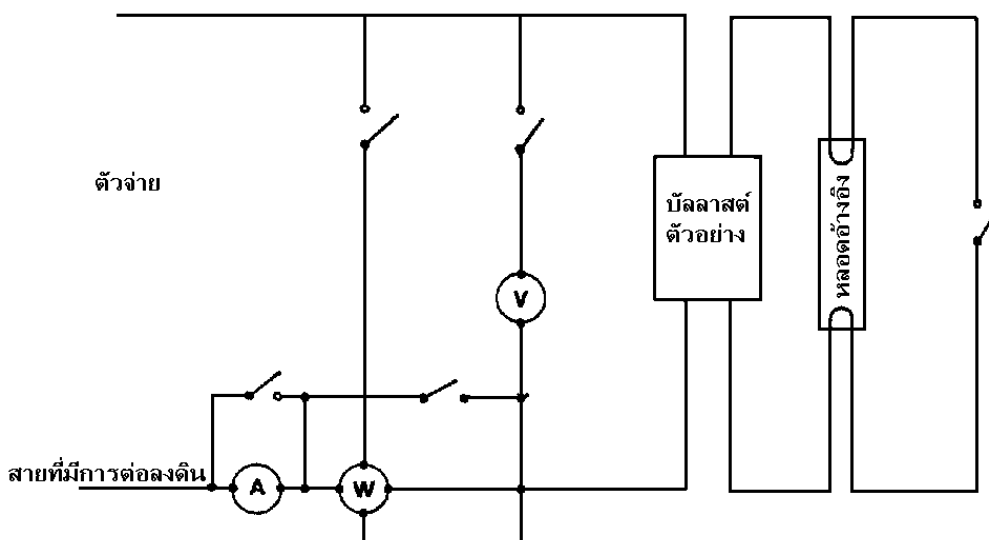 ตัวจ่าย
บัลลาสต์
ตัวอย่าง
หลอดอ้างอิง
V
สายที่มีการต่อลงดิน
A
W